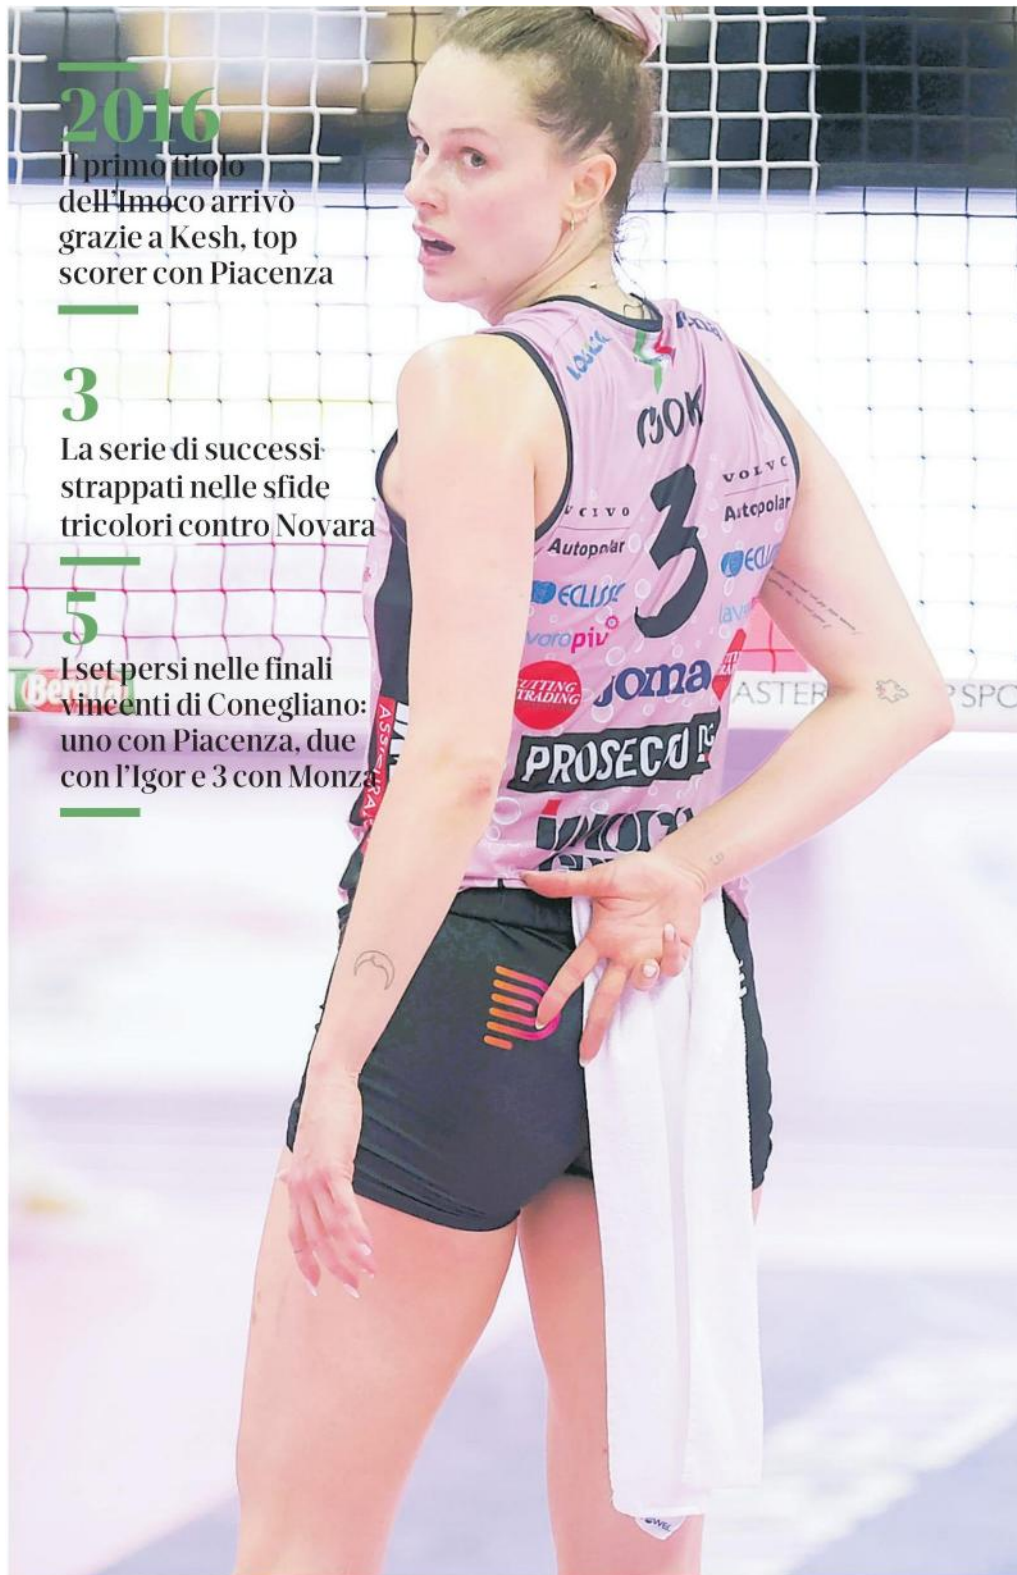 2016
Il primo titolo
dell'Imoco arrivò
grazie a Kesh, top
scorer con Piacenza
3
La serie di successi
strappati nelle sfide
tricolori contro Novara
5
I set persi nelle finali
vincenti di Conegliano:
uno con Piacenza, due
con l'Igor e 3 con Monza
3
VOLVO
Autopolar
Autopolar
ECLISSE
joma
CUTTING
TRADING
PROSECCO
ASTER
SPO